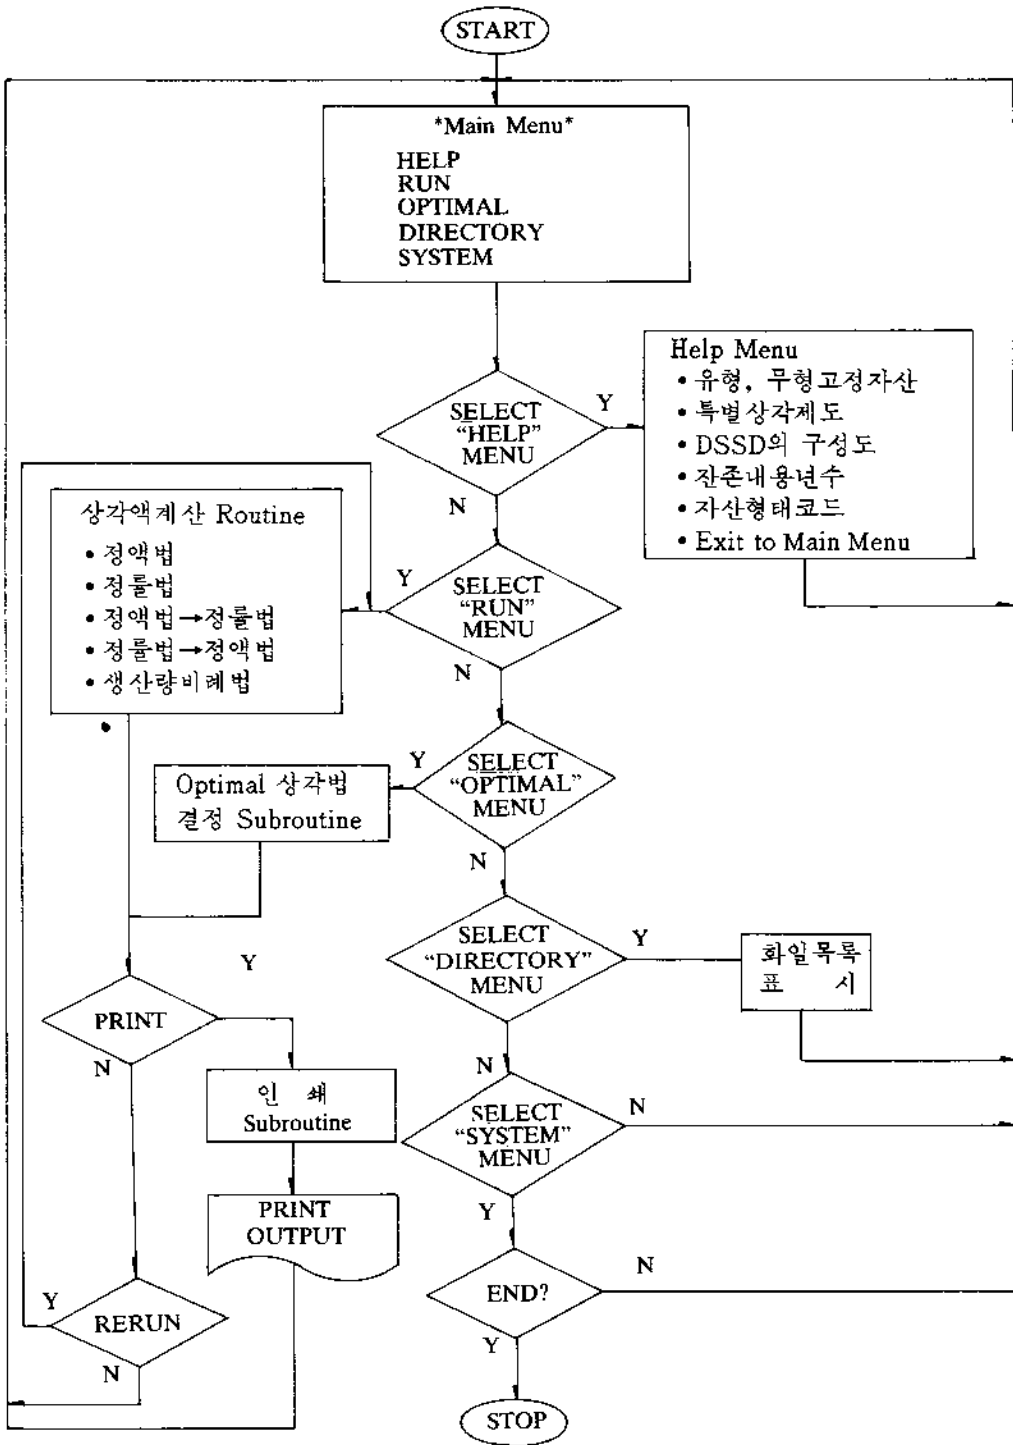 START
*Main Menu*
HELP
RUN
OPTIMAL
DIRECTORY
SYSTEM
SELECT
“HELP”
MENU
Y
N
Help Menu
• 유형, 무형고정자산
• 특별상각제도
• DSSD의 구성도
• 잔존내용년수
• 자산형태코드
• Exit to Main Menu
상각액계산 Routine
• 정액법
• 정률법
• 정액법→정률법
• 정률법→정액법
• 생산량비례법
Y
SELECT
“RUN”
MENU
N
Optimal 상각법
결정 Subroutine
Y
SELECT
“OPTIMAL”
MENU
N
SELECT
“DIRECTORY”
MENU
Y
N
화일목록
표 시
Y
PRINT
N
인 쇄
Subroutine
PRINT
OUTPUT
SELECT
“SYSTEM”
MENU
N
Y
END?
N
Y
Y
RERUN
N
STOP